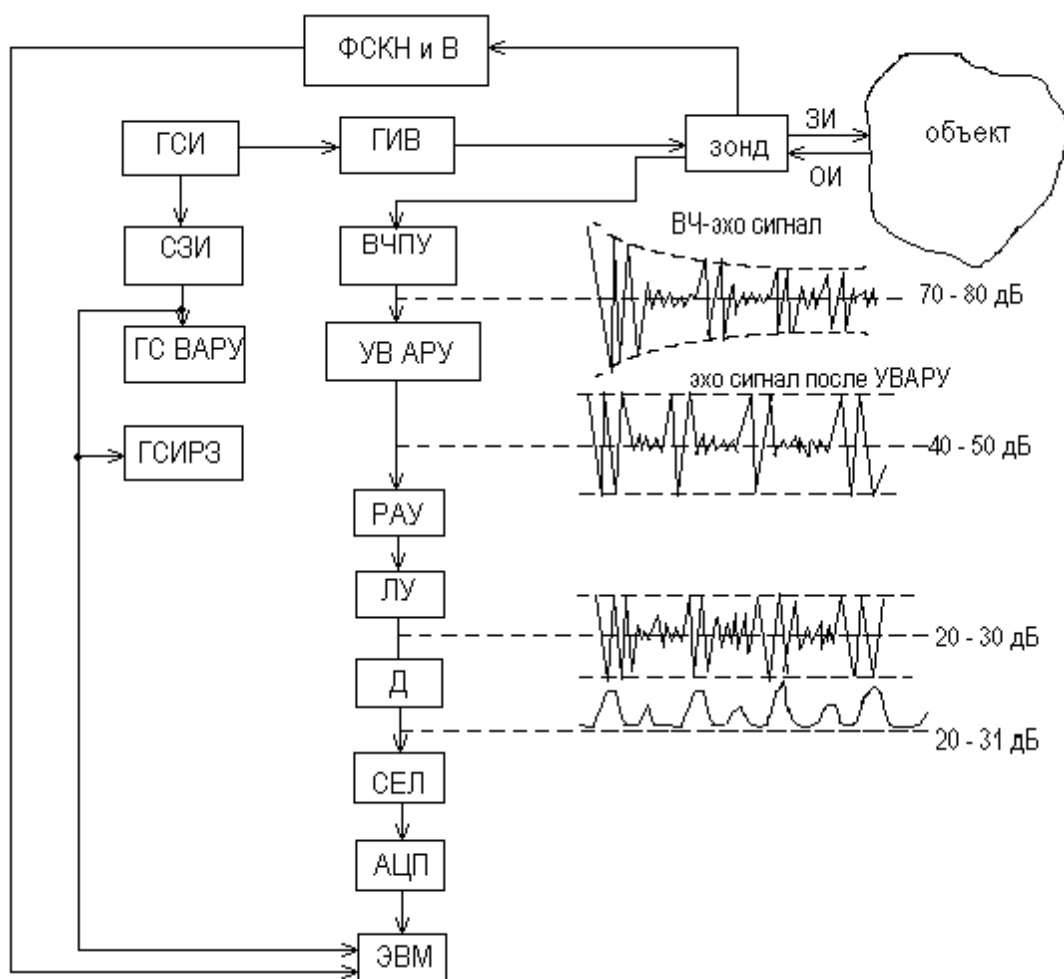 ФСКН и В
ГСИ
ГИВ
зонд
ЗИ
ОИ
объект
СЗИ
ВЧПУ
ВЧ-эхо сигнал
70 - 80 дБ
ГС ВАРУ
УВ АРУ
эхо сигнал после УВАРУ
ГСИРЗ
40 - 50 дБ
РАУ
ЛУ
20 - 30 дБ
Д
20 - 31 дБ
СЕЛ
АЦП
ЭВМ